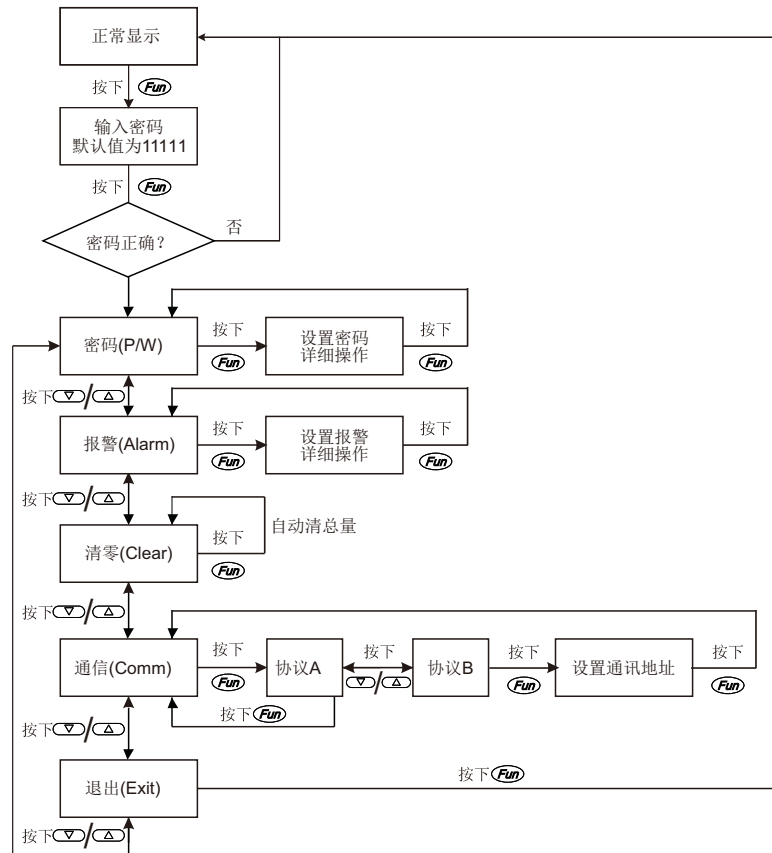 正常显示
按下 Fun
输入密码
默认值为11111
按下 Fun
密码正确?
否
密码(P/W)
按下
Fun
设置密码
详细操作
按下
Fun
按下 ▽/△
报警(Alarm)
按下
Fun
设置报警
详细操作
按下
Fun
按下 ▽/△
清零(Clear)
按下
Fun
自动清总量
按下 ▽/△
通信(Comm)
按下
Fun
协议A
按下
▽/△
协议B
按下
Fun
设置通讯地址
按下
Fun
按下 Fun
按下 ▽/△
退出(Exit)
按下 Fun
按下 ▽/△